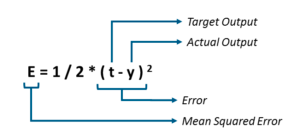 Target Output
Actual Output
E = 1 / 2 * ( t - y ) ²
Error
Mean Squared Error